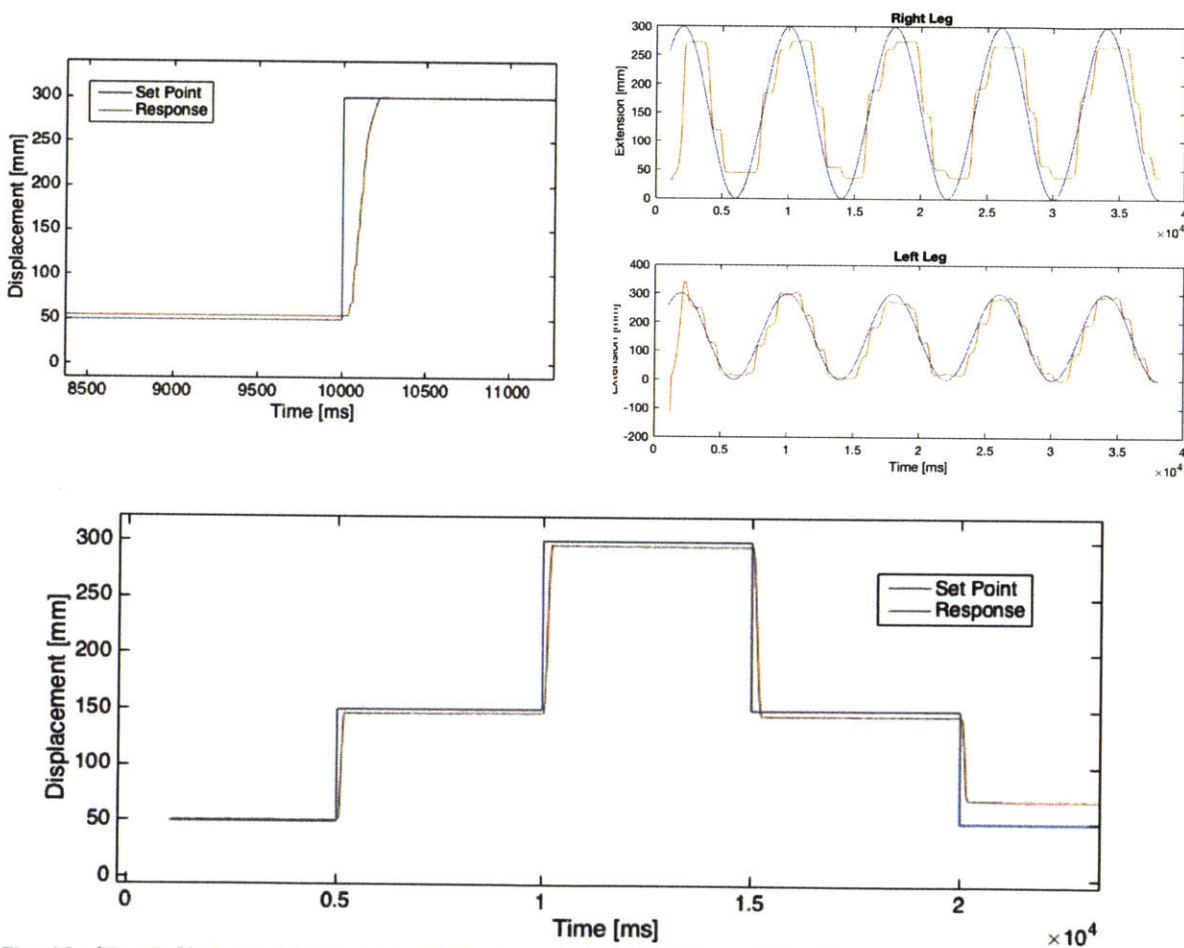 Set Point
Response
Displacement [mm]
300
250
200
150
100
50
0
8500 9000 9500 10000 10500 11000
Time [ms]
Right Leg
Extension [mm]
300
250
200
150
100
50
0
0 0.5 1 1.5 2 2.5 3 3.5 4
×10⁴
Left Leg
Extension [mm]
400
300
200
100
0
-100
-200
0 0.5 1 1.5 2 2.5 3 3.5 4
Time [ms]
×10⁴
Set Point
Response
Displacement [mm]
300
250
200
150
100
50
0
0 0.5 1 1.5 2
Time [ms]
×10⁴